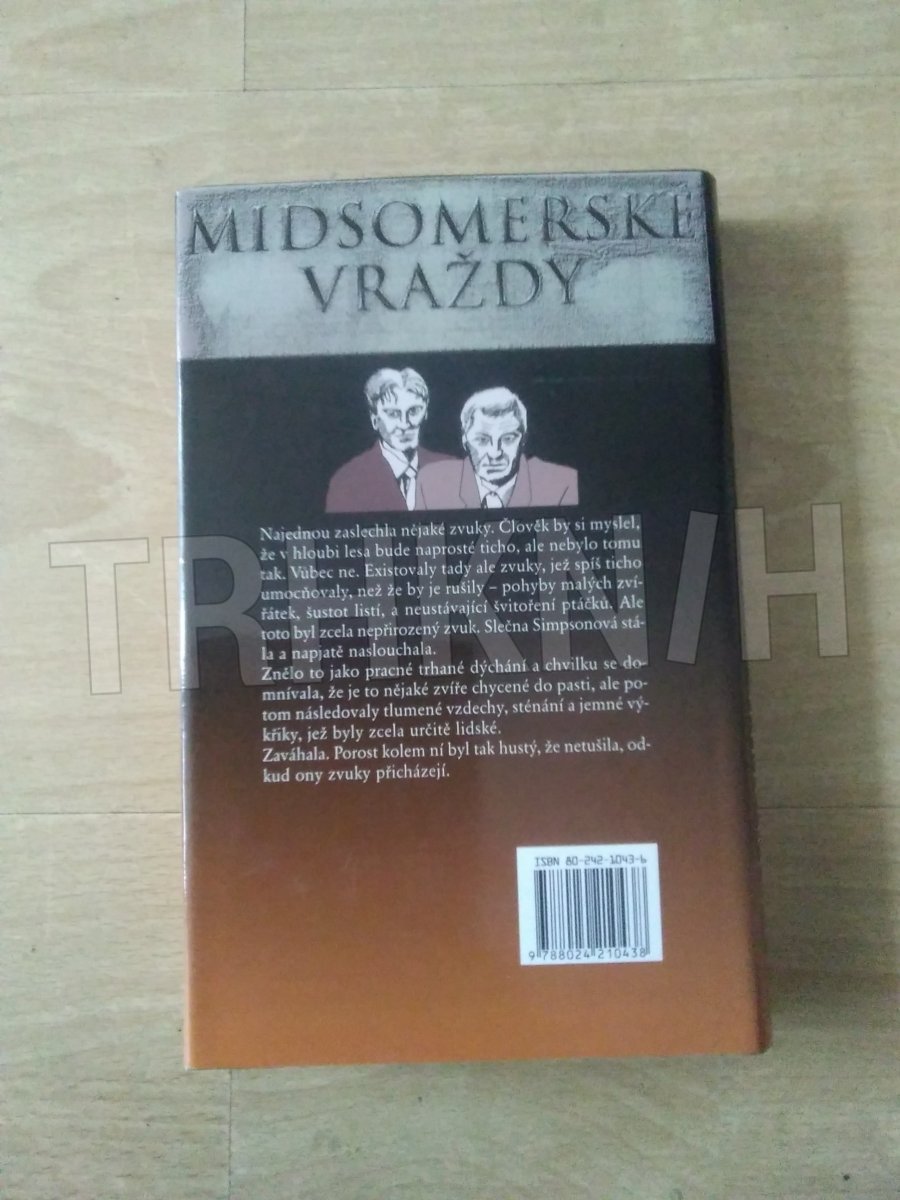 MIDSOMERSKÉ
VRAŽDY
Najednou zaslechla nějaké zvuky. Člověk by si myslel,
že v hloubi lesa bude naprosté ticho, ale nebylo tomu
tak. Vůbec ne. Existovaly tady ale zvuky, jež spíš ticho
umocňovaly, než že by je rušily – pohyby malých zví-
řátek, šustot listí, a neustávající švitoření ptáčků. Ale
toto byl zcela nepřirozený zvuk. Slečna Simpsonová stá-
la a napjatě naslouchala.
Znělo to jako pracné trhané dýchání a chvilku se do-
mnívala, že je to nějaké zvíře chycené do pasti, ale po-
tom následovaly tlumené vzdechy, sténání a jemné vý-
křiky, jež byly zcela určitě lidské.
Zaváhala. Porost kolem ní byl tak hustý, že netušila, od-
kud ony zvuky přicházejí.
TRHKNIH
ISBN 80-242-1043-6
9 788024 210438